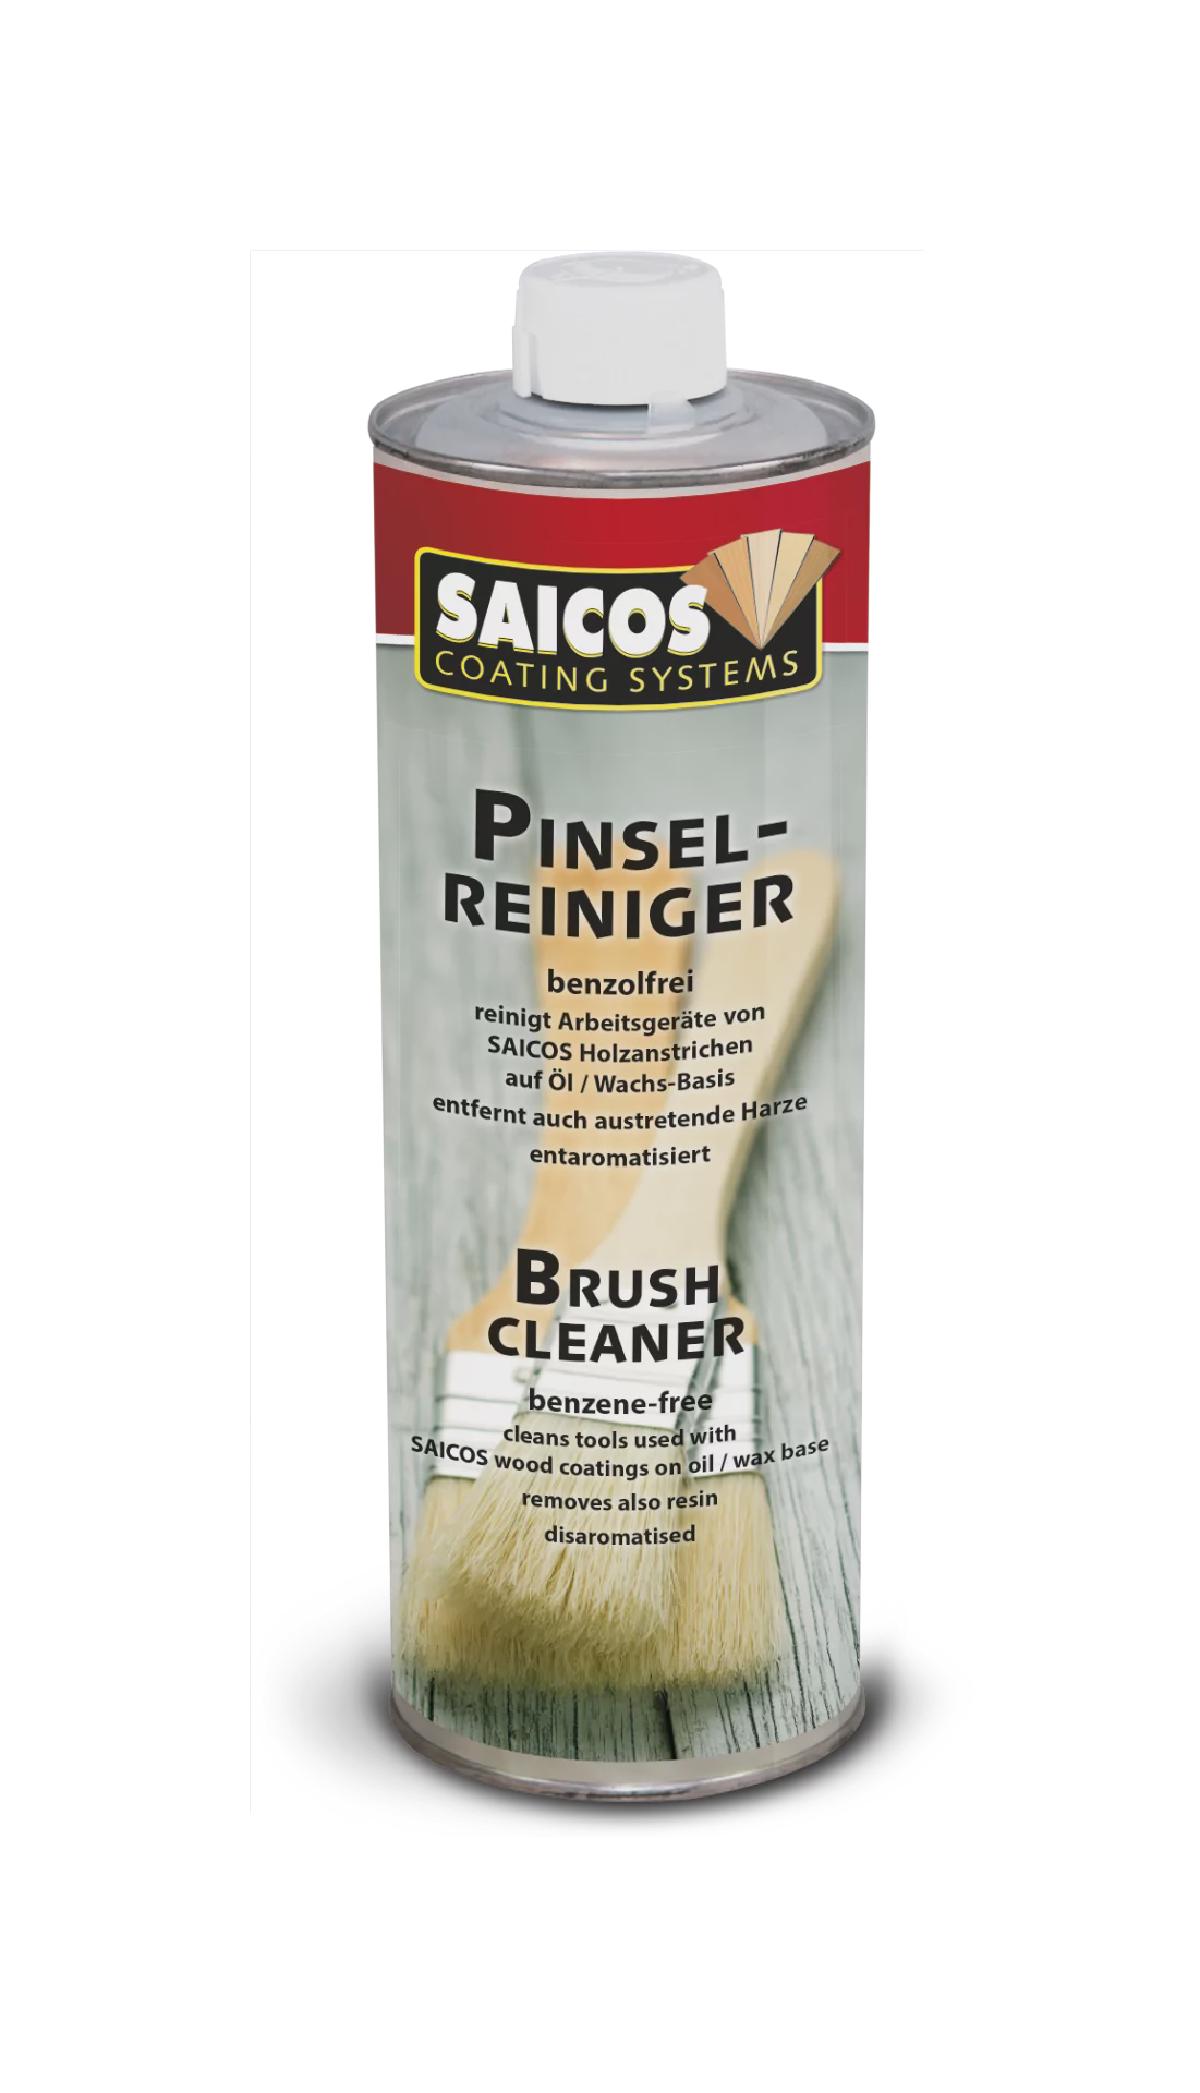 SAICOS
COATING SYSTEMS
PINSEL-
REINIGER
benzolfrei
reinigt Arbeitsgeräte von
SAICOS Holzanstrichen
auf Öl / Wachs-Basis
entfernt auch austretende Harze
entaromatisiert
BRUSH
CLEANER
benzene-free
cleans tools used with
SAICOS wood coatings on oil / wax base
removes also resin
disaromatised